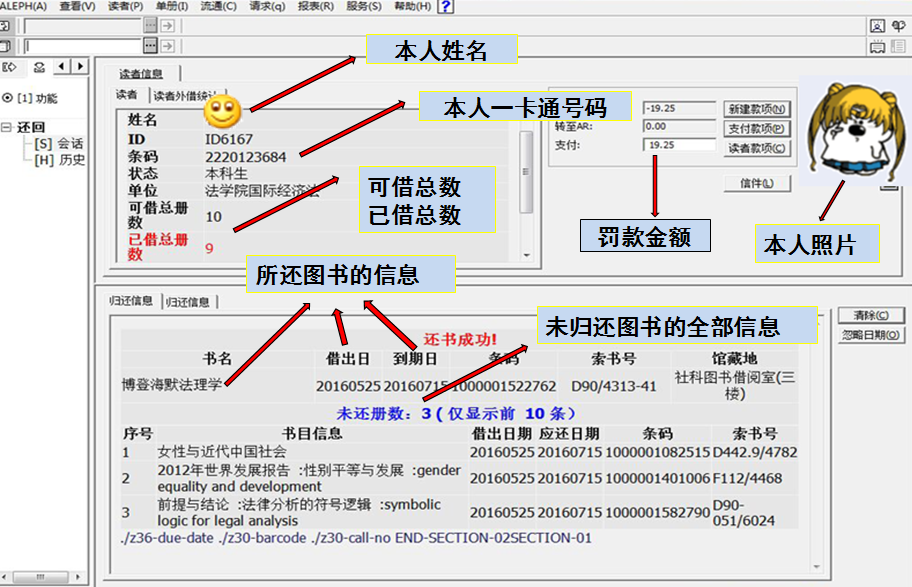 ALEPH(A) 查看(V) 读者(P) 单册(I) 流通(C) 请求(q) 报表(R) 服务(S) 帮助(H) ?
本人姓名
读者信息
[1] 功能
读者 读者外借统计
本人一卡通号码
姓名
-19.25 新建款项(N)
还回
ID ID6167
转至AR: 0.00 支付款项(P)
[S] 会话
条码 2220123684
支付: 19.25 读者款项(C)
[H] 历史
状态 本科生
可借总数
已借总数
单位 法学院国际经济法
信件(L)
可借总册数 10
罚款金额
本人照片
已借总册数 9
所还图书的信息
归还信息 归还信息
未归还图书的全部信息
清除(C)
还书成功!
忽略日期(O)
书名 借出日 到期日 条码 索书号 馆藏地
博登海默法理学 20160525 20160715 1000001522762 D90/4313-41 社科图书借阅室(三
楼)
未还册数: 3 ( 仅显示前 10 条 )
序号 书目信息 借出日期 应还日期 条码 索书号
1 女性与近代中国社会 20160525 20160715 1000001082515 D442.9/4782
2 2012年世界发展报告 :性别平等与发展 :gender
equality and development 20160525 20160715 1000001401006 F112/4468
3 前提与结论 :法律分析的符号逻辑 :symbolic
logic for legal analysis 20160525 20160715 1000001582790 D90-
051/6024
./z36-due-date ./z30-barcode ./z30-call-no END-SECTION-02SECTION-01